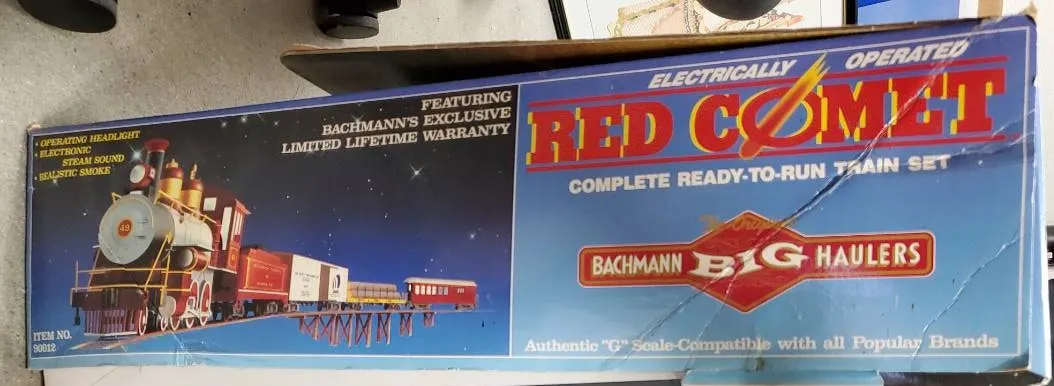 • OPERATING HEADLIGHT
• ELECTRONIC
STEAM SOUND
• REALISTIC SMOKE
FEATURING
BACHMANN'S EXCLUSIVE
LIMITED LIFETIME WARRANTY
49
ITEM NO.
90012
ELECTRICALLY OPERATED
RED COMET
COMPLETE READY-TO-RUN TRAIN SET
The Original
BACHMANN BIG HAULERS
Authentic "G" Scale-Compatible with all Popular Brands